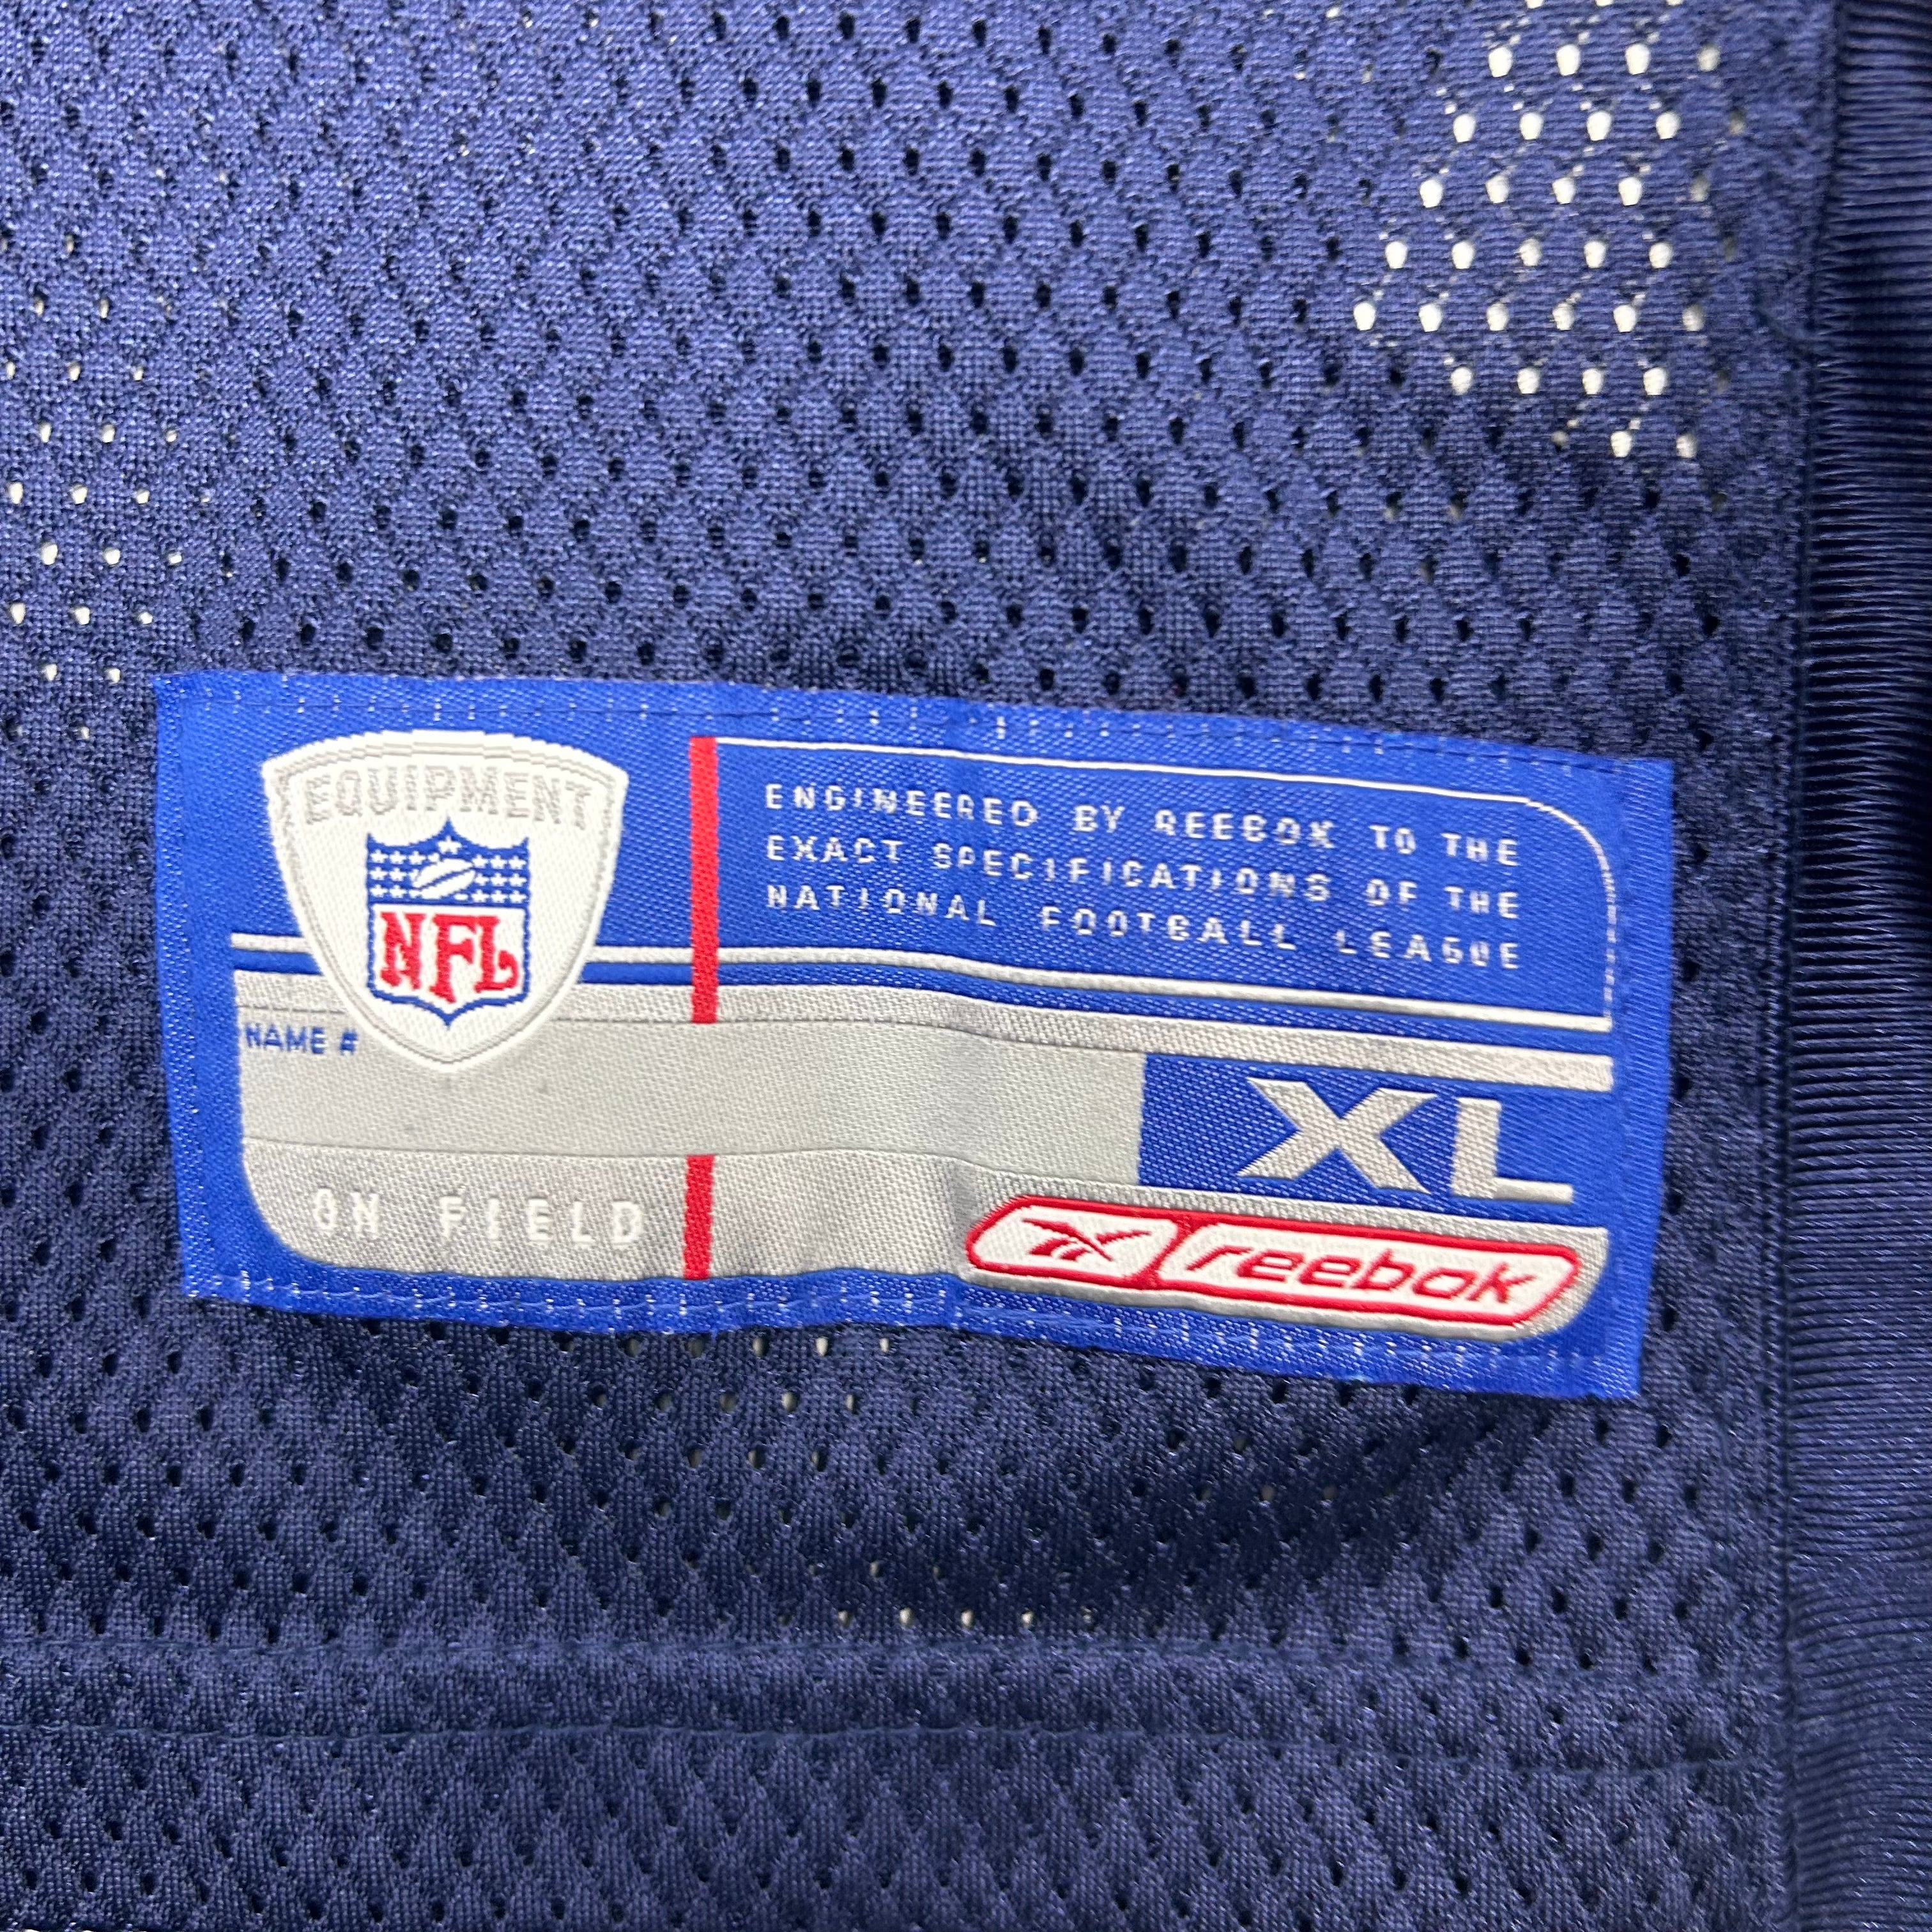 EQUIPMENT
NFL
ENGINEERED BY REEBOK TO THE
EXACT SPECIFICATIONS OF THE
NATIONAL FOOTBALL LEAGUE
NAME #
XL
ON FIELD
reebok